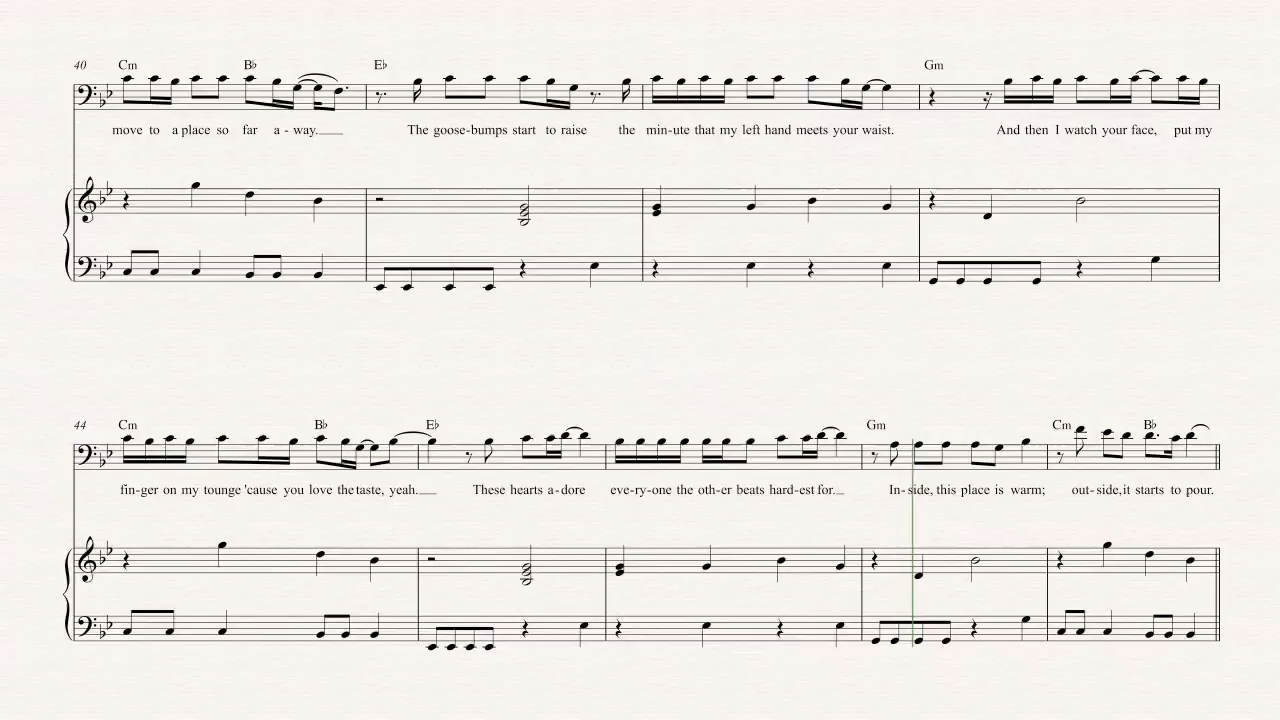 40 Cm B♭ E♭ Gm
move to a place so far a - way. The goose-bumps start to raise the min-ute that my left hand meets your waist. And then I watch your face, put my
44 Cm B♭ E♭ Gm Cm B♭
fin-ger on my tounge 'cause you love the taste, yeah. These hearts a-dore eve-ry-one the oth-er beats hard-est for. In-side, this place is warm; out-side, it starts to pour.